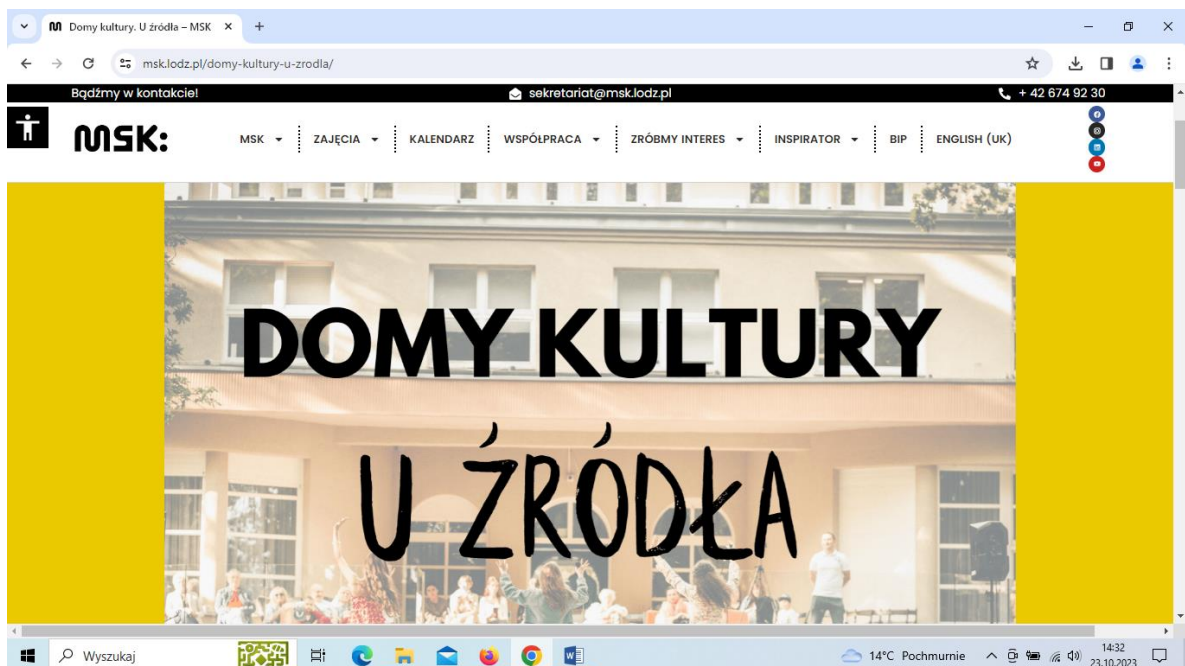 Domy kultury. U źródła – MSK
msk.lodz.pl/domy-kultury-u-zrodla/
Bądźmy w kontakcie! sekretariat@msk.lodz.pl + 42 674 92 30
MSK: MSK ZAJĘCIA KALENDARZ WSPÓŁPRACA ZRÓBMY INTERES INSPIRATOR BIP ENGLISH (UK)
DOMY KULTURY
U ŹRÓDŁA
Wyszukaj 14°C Pochmurnie 14:32
23.10.2023